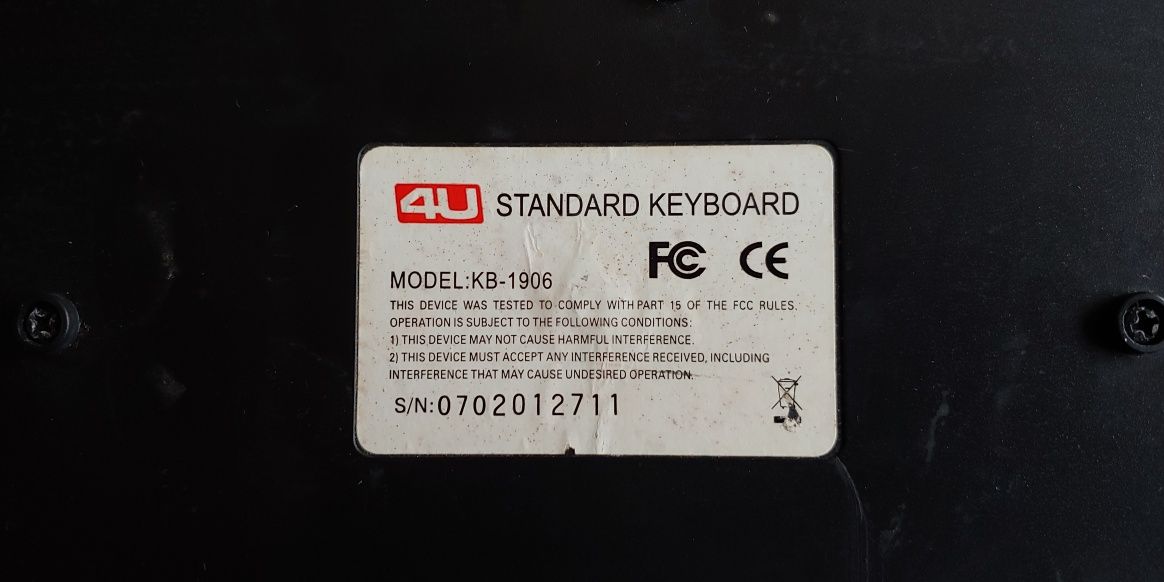 4U STANDARD KEYBOARD
FC CE
MODEL:KB-1906
THIS DEVICE WAS TESTED TO COMPLY WITH PART 15 OF THE FCC RULES.
OPERATION IS SUBJECT TO THE FOLLOWING CONDITIONS:
1) THIS DEVICE MAY NOT CAUSE HARMFUL INTERFERENCE.
2) THIS DEVICE MUST ACCEPT ANY INTERFERENCE RECEIVED, INCLUDING
INTERFERENCE THAT MAY CAUSE UNDESIRED OPERATION.
S/N:0702012711